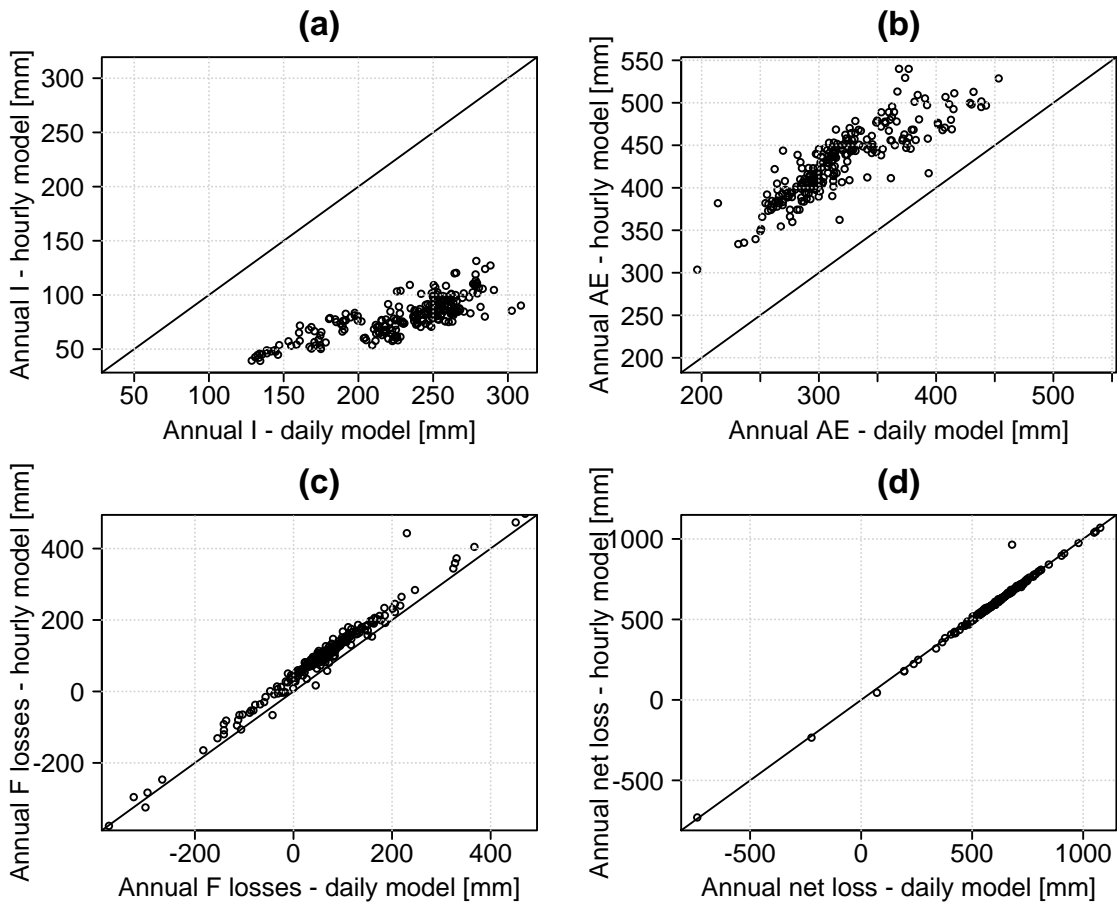 (a)
Annual I - hourly model [mm]
300
250
200
150
100
50
50 100 150 200 250 300
Annual I - daily model [mm]
(b)
Annual AE - hourly model [mm]
550
500
450
400
350
300
200
200 300 400 500
Annual AE - daily model [mm]
(c)
Annual F losses - hourly model [mm]
400
200
0
-200
-200 0 200 400
Annual F losses - daily model [mm]
(d)
Annual net loss - hourly model [mm]
1000
500
0
-500
-500 0 500 1000
Annual net loss - daily model [mm]